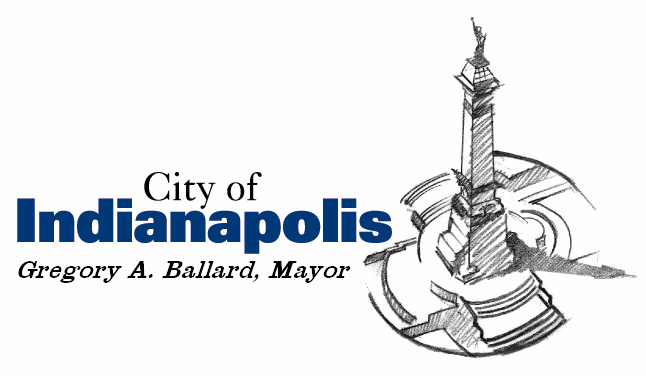 City of
Indianapolis
Gregory A. Ballard, Mayor